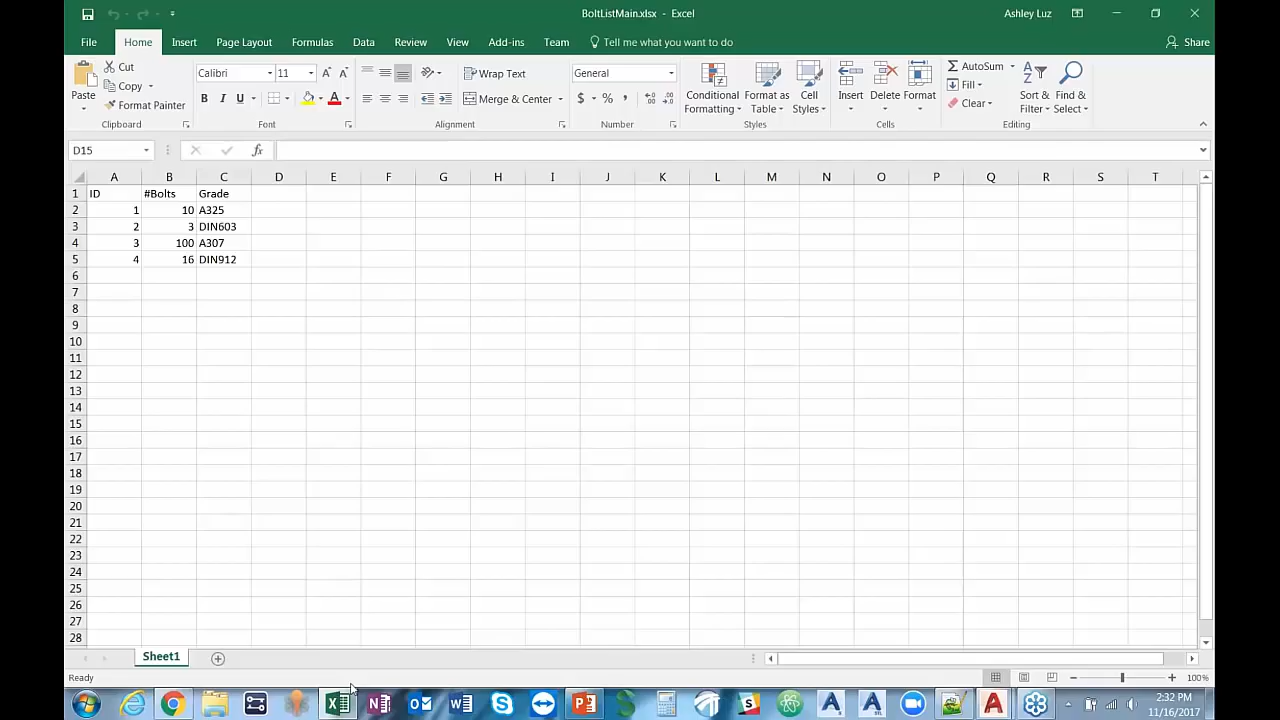 BoltListMain.xlsx - Excel
Ashley Luz
File Home Insert Page Layout Formulas Data Review View Add-ins Team Tell me what you want to do Share
Cut
Copy
Format Painter
Paste
Clipboard
Calibri 11
B I U A
Font
Wrap Text
Merge & Center
Alignment
General
$ % ,
Number
Conditional Formatting
Format as Table
Cell Styles
Styles
Insert Delete Format
Cells
AutoSum
Fill
Clear
Sort & Filter
Find & Select
Editing
D15 fx
A B C D E F G H I J K L M N O P Q R S T
1 ID #Bolts Grade
2 1 10 A325
3 2 3 DIN603
4 3 100 A307
5 4 16 DIN912
6
7
8
9
10
11
12
13
14
15
16
17
18
19
20
21
22
23
24
25
26
27
28
Sheet1
Ready
100%
2:32 PM
11/16/2017